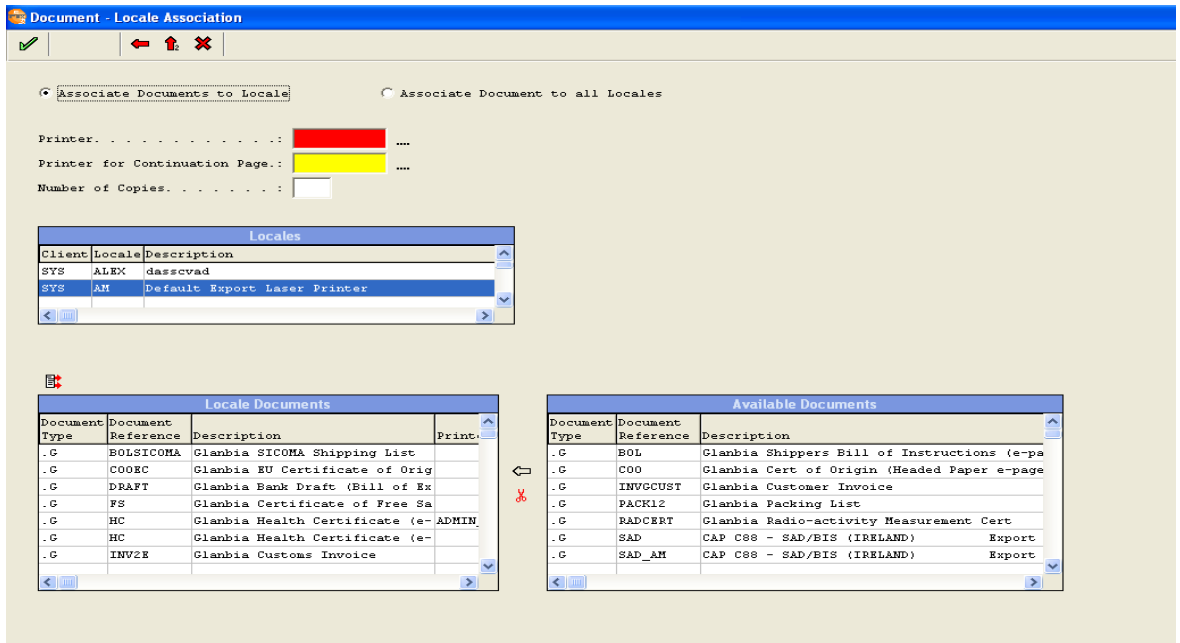 Document - Locale Association
2
Associate Documents to Locale Associate Document to all Locales
Printer. . . . . . . . . . . . .: ....
Printer for Continuation Page.: ....
Number of Copies. . . . . . . :
Locales
Client Locale Description
SYS ALEX dasscvad
SYS AM Default Export Laser Printer
Locale Documents
Document Document
Type Reference Description Print
.G BOLSICOMA Glanbia SICOMA Shipping List
.G COOEC Glanbia EU Certificate of Orig
.G DRAFT Glanbia Bank Draft (Bill of Ex
.G FS Glanbia Certificate of Free Sa
.G HC Glanbia Health Certificate (e- ADMIN_
.G HC Glanbia Health Certificate (e-
.G INV2E Glanbia Customs Invoice
Available Documents
Document Document
Type Reference Description
.G BOL Glanbia Shippers Bill of Instructions (e-pa
.G COO Glanbia Cert of Origin (Headed Paper e-page
.G INVGCUST Glanbia Customer Invoice
.G PACK12 Glanbia Packing List
.G RADCERT Glanbia Radio-activity Measurement Cert
.G SAD CAP C88 - SAD/BIS (IRELAND) Export
.G SAD_AM CAP C88 - SAD/BIS (IRELAND) Export